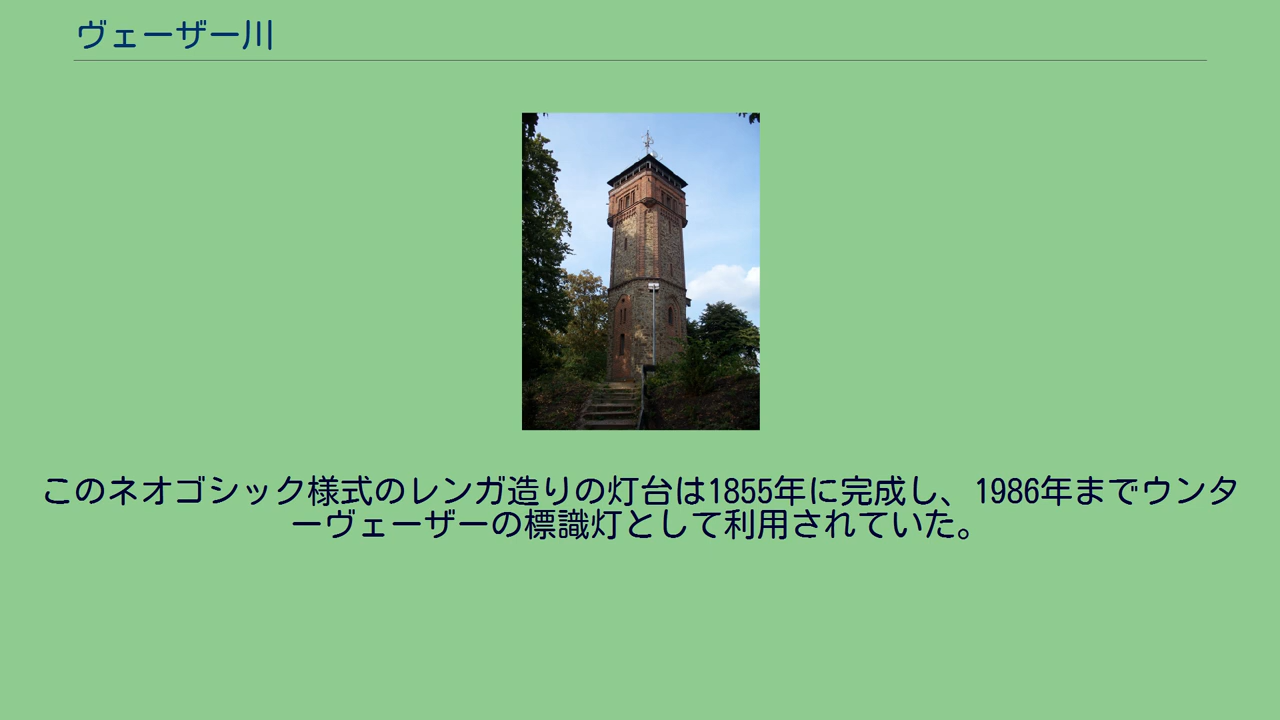 ヴェーザー川
このネオゴシック様式のレンガ造りの灯台は1855年に完成し、1986年までウンタ
ーヴェーザーの標識灯として利用されていた。